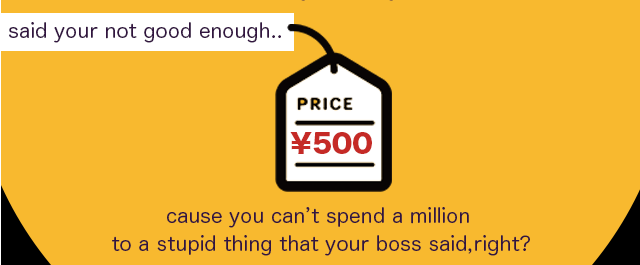 said your not good enough..
PRICE
¥500
cause you can't spend a million
to a stupid thing that your boss said,right?